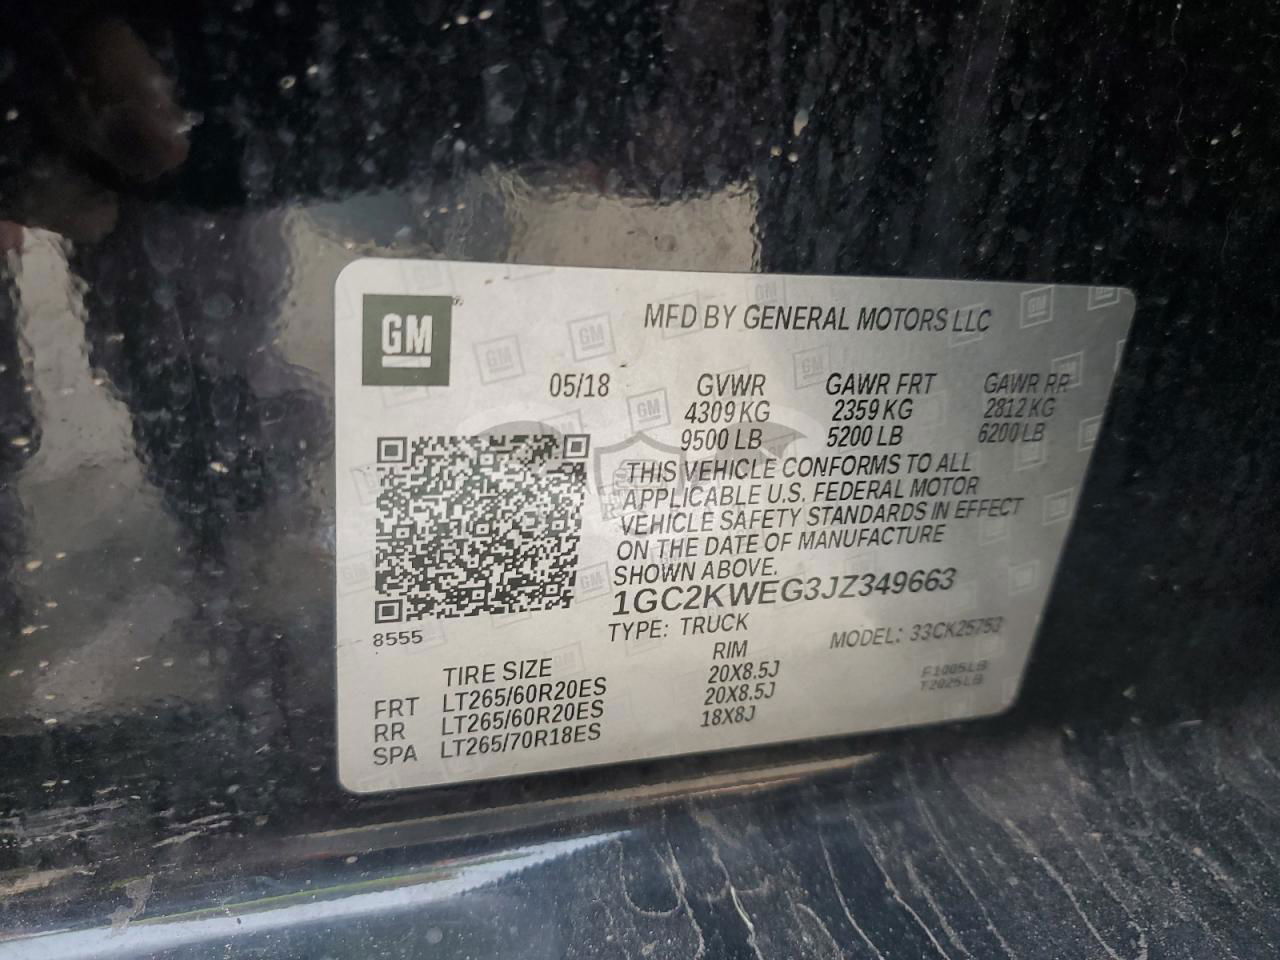 GM
MFD BY GENERAL MOTORS LLC
05/18 GVWR GAWR FRT GAWR RR
4309 KG 2359 KG 2812 KG
9500 LB 5200 LB 6200 LB
THIS VEHICLE CONFORMS TO ALL
APPLICABLE U.S. FEDERAL MOTOR
VEHICLE SAFETY STANDARDS IN EFFECT
ON THE DATE OF MANUFACTURE
SHOWN ABOVE.
1GC2KWEG3JZ349663
8555
TYPE: TRUCK MODEL: 33CK25753
TIRE SIZE RIM
FRT LT265/60R20ES 20X8.5J
RR LT265/60R20ES 20X8.5J
SPA LT265/70R18ES 18X8J
F1005LB
T2025LB